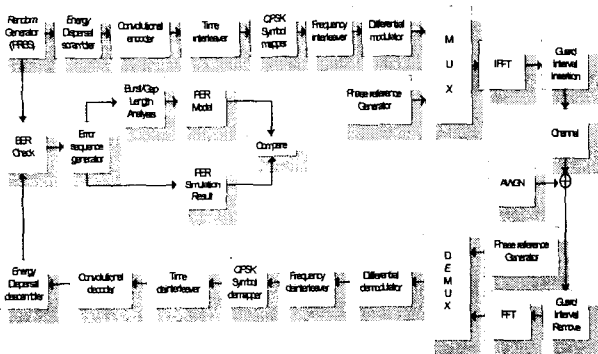 Random
Generator
(PRBS)
Energy
Dispersal
scrambler
Convolutional
encoder
Time
interleaver
QPSK
Symbol
mapper
Frequency
interleaver
Differential
modulator
M
U
X
IFFT
Guard
Interval
Insertion
Phase reference
Generator
Burst/Gap
Length
Analysis
PER
Model
BER
Check
Error
sequence
generator
Compare
PER
Simulation
Result
Channel
AWGN
Phase reference
Generator
D
E
M
U
X
Energy
Dispersal
descambler
Convolutional
decoder
Time
deinterleaver
QPSK
Symbol
demapper
Frequency
deinterleaver
Differential
demodulator
FFT
Guard
Interval
Remove